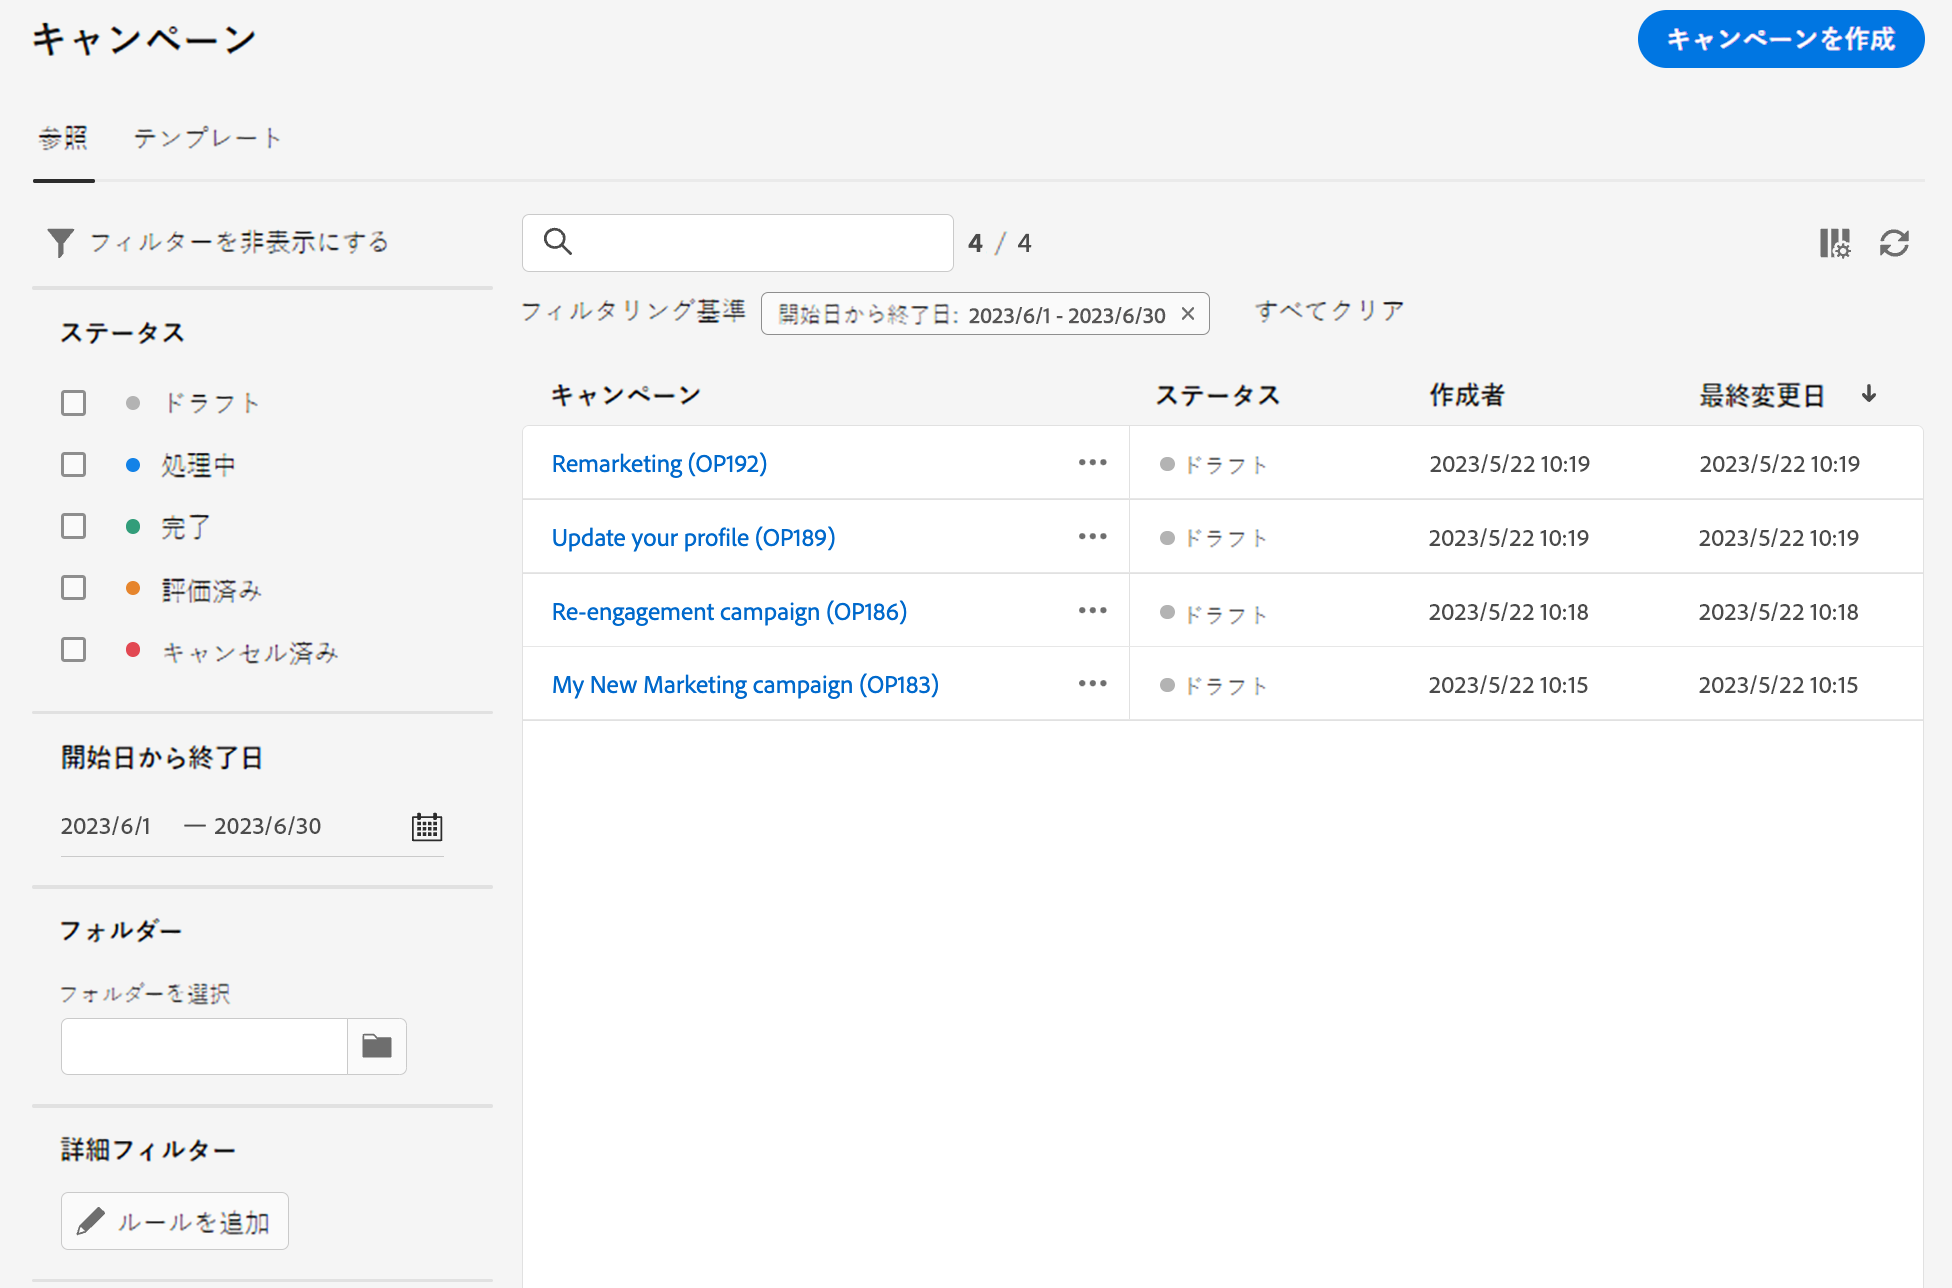 キャンペーン
キャンペーンを作成
参照 テンプレート
フィルターを非表示にする
4 / 4
フィルタリング基準 開始日から終了日: 2023/6/1 - 2023/6/30 × すべてクリア
ステータス
ドラフト
処理中
完了
評価済み
キャンセル済み
開始日から終了日
2023/6/1 — 2023/6/30
フォルダー
フォルダーを選択
詳細フィルター
ルールを追加
キャンペーン ステータス 作成者 最終変更日 ↓
Remarketing (OP192) ••• ドラフト 2023/5/22 10:19 2023/5/22 10:19
Update your profile (OP189) ••• ドラフト 2023/5/22 10:19 2023/5/22 10:19
Re-engagement campaign (OP186) ••• ドラフト 2023/5/22 10:18 2023/5/22 10:18
My New Marketing campaign (OP183) ••• ドラフト 2023/5/22 10:15 2023/5/22 10:15